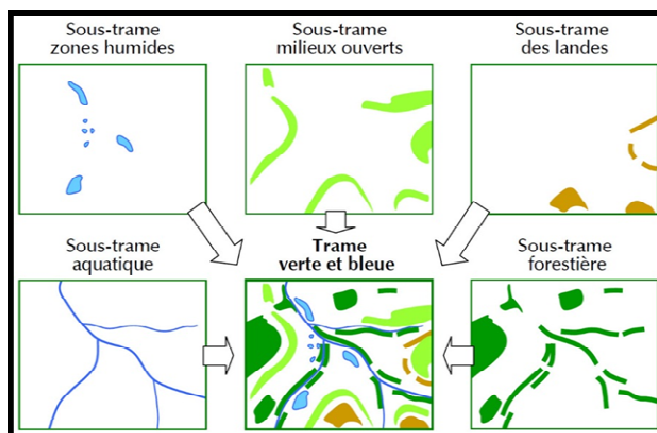 Sous-trame
zones humides
Sous-trame
milieux ouverts
Sous-trame
des landes
Sous-trame
aquatique
Trame
verte et bleue
Sous-trame
forestière